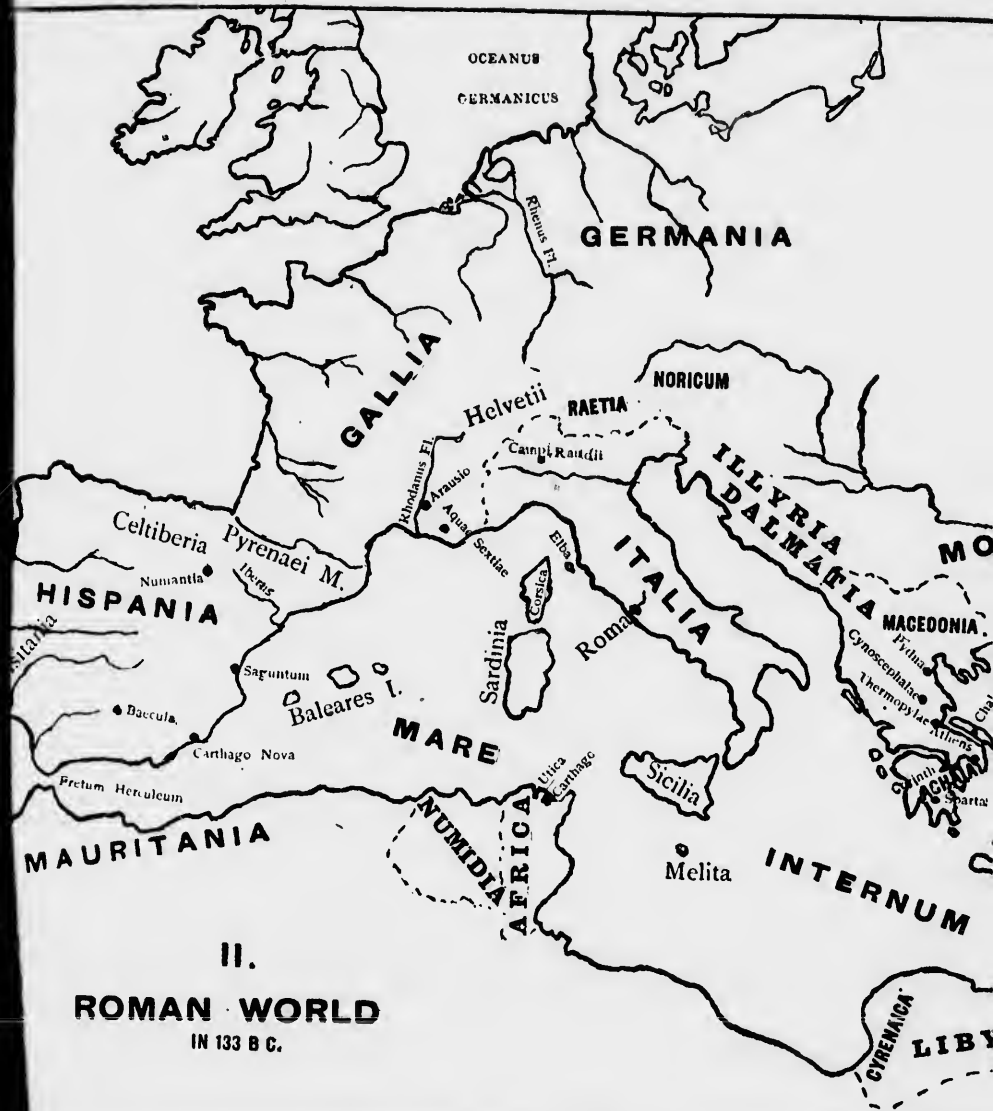 OCEANUS
GERMANICUS
Rhenus Fl.
GERMANIA
GALLIA
Helvetii
RAETIA
NORICUM
Rhodanus Fl.
Arausio
Campi Raudii
Aquae Sextiae
ILLYRIA
DALMATIA
Celtiberia
Pyrenaei M.
Numantia
Iberus
HISPANIA
Elba
Corsica
ITALIA
Roma
Sardinia
MACEDONIA
Pydna
Cynoscephalae
Thermopylae
Athens
Sparta
Saguntum
Baleares I.
Baecula
Carthago Nova
MARE
Utica
Carthago
Sicilia
Fretum Herculeum
MAURITANIA
NUMIDIA
AFRICA
Melita
INTERNUM
II.
ROMAN WORLD
IN 133 B C.
CYRENAICA